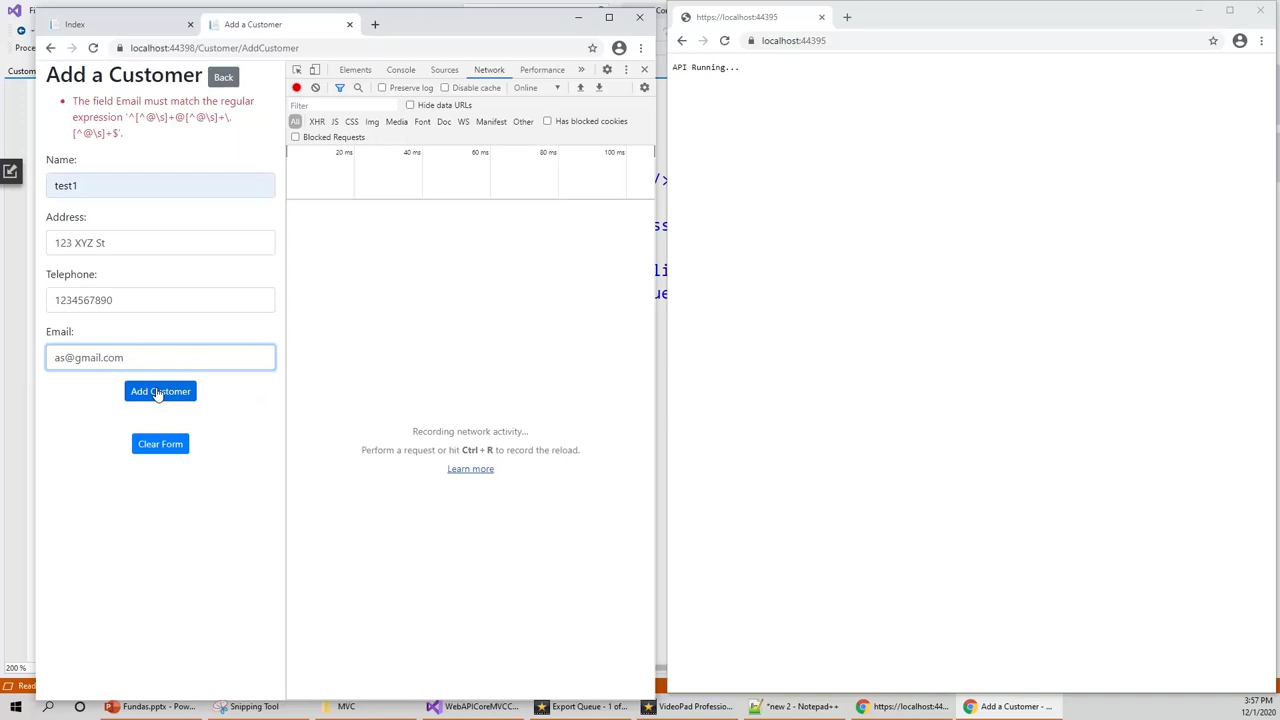 Index
Add a Customer
localhost:44398/Customer/AddCustomer
https://localhost:44395
localhost:44395
API Running...
Proce
Custom
Add a Customer Back
The field Email must match the regular
expression '^[^@\s]+@[^@\s]+\.
[^@\s]+$'.
Name:
test1
Address:
123 XYZ St
Telephone:
1234567890
Email:
as@gmail.com
Add Customer
Clear Form
Elements Console Sources Network Performance »
Preserve log Disable cache Online
Filter Hide data URLs
All XHR JS CSS Img Media Font Doc WS Manifest Other Has blocked cookies
Blocked Requests
20 ms 40 ms 60 ms 80 ms 100 ms
Recording network activity...
Perform a request or hit Ctrl + R to record the reload.
Learn more
/>
ss
li
ue
200 %
Read
Fundas.pptx - Pow...
Snipping Tool
MVC
WebAPICoreMVCC...
Export Queue - 1 of...
VideoPad Professio...
*new 2 - Notepad++
https://localhost:44...
Add a Customer - ...
3:57 PM
12/1/2020